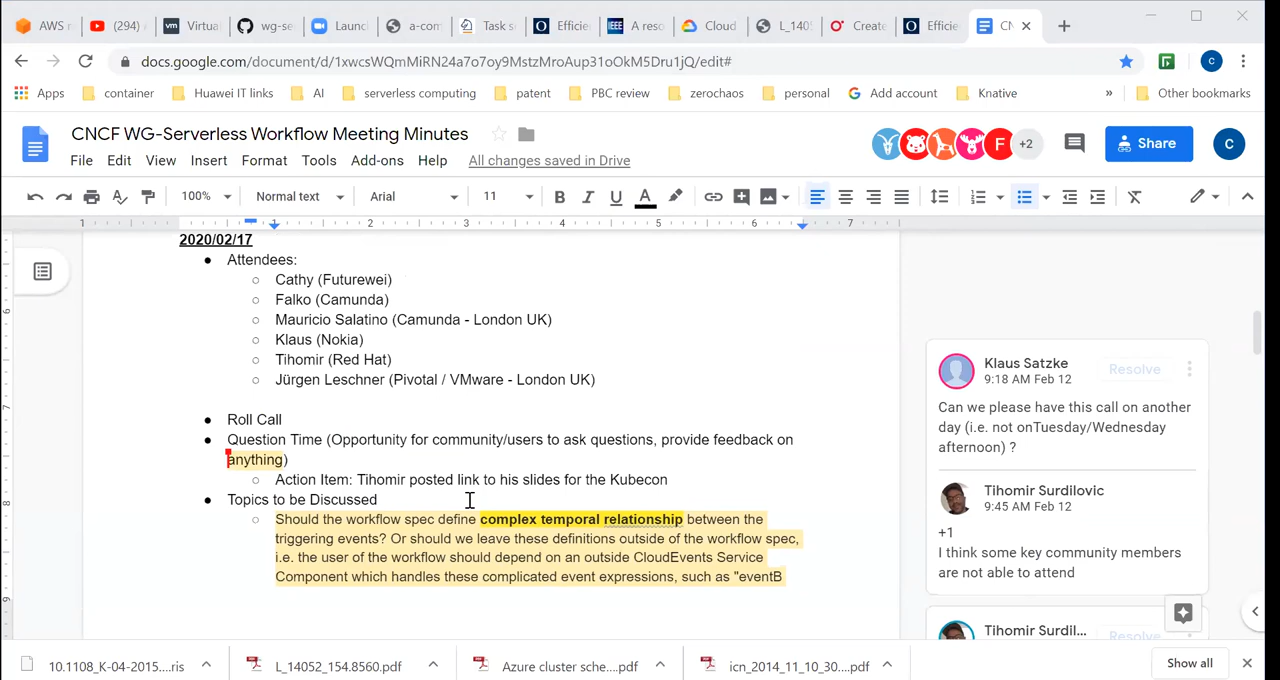 AWS n
(294)
Virtua
wg-se
Launc
a-com
Task s
Efficie
A reso
Cloud
L_1405
Create
Efficie
CN
docs.google.com/document/d/1xwcsWQmMiRN24a7o7oy9MstzMroAup31oOkM5Dru1jQ/edit#
Apps
container
Huawei IT links
AI
serverless computing
patent
PBC review
zerochaos
personal
Add account
Knative
Other bookmarks
CNCF WG-Serverless Workflow Meeting Minutes
File Edit View Insert Format Tools Add-ons Help All changes saved in Drive
F +2 Share C
100% Normal text Arial 11
2020/02/17
Attendees:
Cathy (Futurewei)
Falko (Camunda)
Mauricio Salatino (Camunda - London UK)
Klaus (Nokia)
Tihomir (Red Hat)
Jürgen Leschner (Pivotal / VMware - London UK)
Roll Call
Question Time (Opportunity for community/users to ask questions, provide feedback on
anything)
Action Item: Tihomir posted link to his slides for the Kubecon
Topics to be Discussed
Should the workflow spec define complex temporal relationship between the
triggering events? Or should we leave these definitions outside of the workflow spec,
i.e. the user of the workflow should depend on an outside CloudEvents Service
Component which handles these complicated event expressions, such as "eventB
Klaus Satzke
Resolve
9:18 AM Feb 12
Can we please have this call on another
day (i.e. not onTuesday/Wednesday
afternoon) ?
Tihomir Surdilovic
9:45 AM Feb 12
+1
I think some key community members
are not able to attend
Tihomir Surdil...
Resolve
10.1108_K-04-2015....ris
L_14052_154.8560.pdf
Azure cluster sche....pdf
icn_2014_11_10_30....pdf
Show all